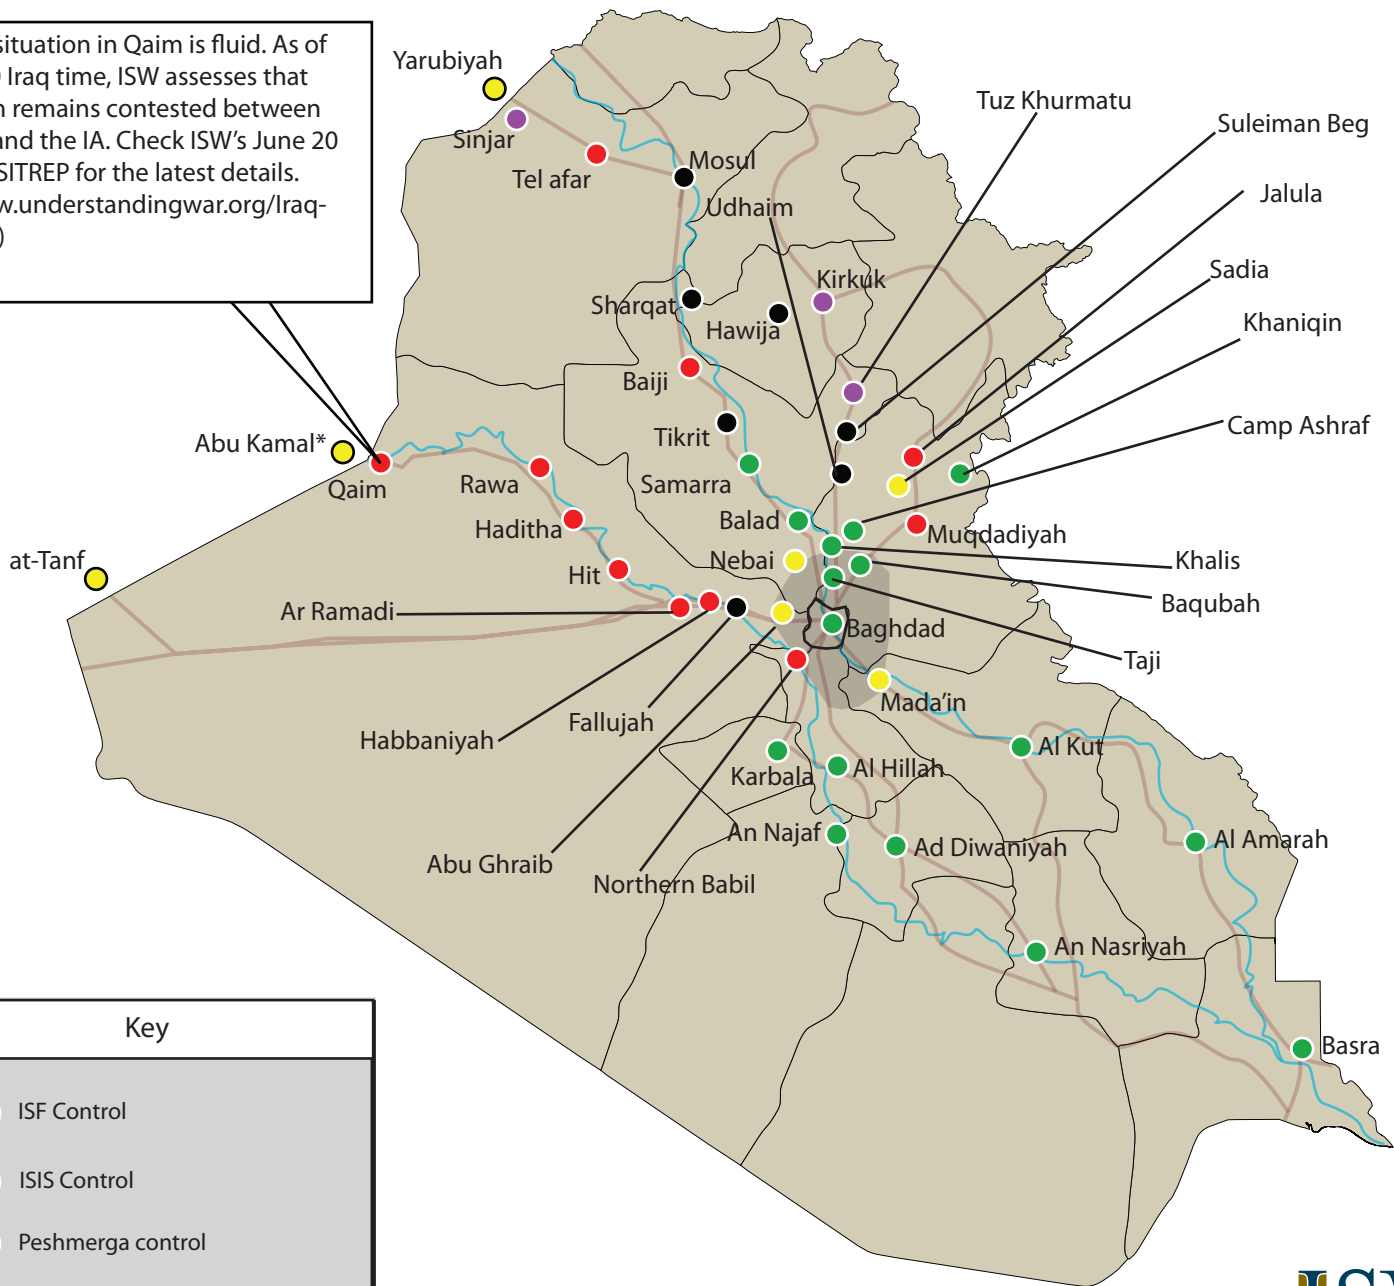 situation in Qaim is fluid. As of
Iraq time, ISW assesses that
remains contested between
and the IA. Check ISW's June 20
SITREP for the latest details.
w.understandingwar.org/Iraq-
)
Yarubiyah
Sinjar
Tel afar
Mosul
Udhaim
Tuz Khurmatu
Suleiman Beg
Jalula
Sadia
Khaniqin
Camp Ashraf
Sharqat
Hawija
Kirkuk
Baiji
Tikrit
Abu Kamal*
Qaim
Rawa
Samarra
Haditha
Balad
Muqdadiyah
at-Tanf
Hit
Nebai
Khalis
Baqubah
Ar Ramadi
Baghdad
Taji
Habbaniyah
Fallujah
Mada'in
Karbala
Al Hillah
Al Kut
Abu Ghraib
Northern Babil
An Najaf
Ad Diwaniyah
Al Amarah
An Nasriyah
Basra
Key
ISF Control
ISIS Control
Peshmerga control